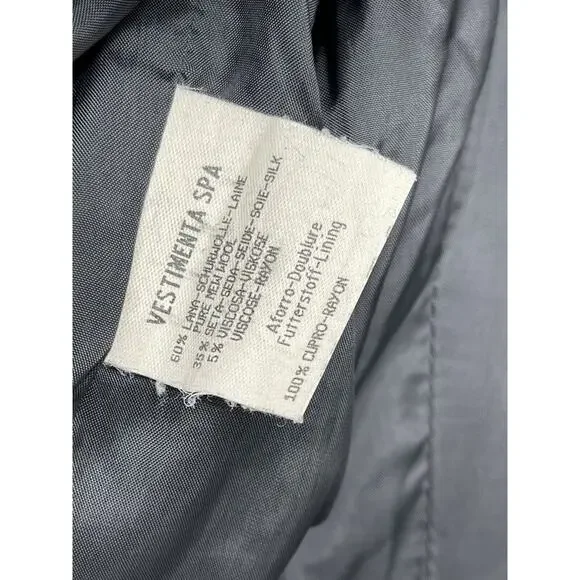 VESTIMENTA SPA
60% LANA-SCHURWOLLE-LAINE
PURE NEW WOOL
35% SETA-SEDA-SEIDE-SOIE-SILK
5% VISCOSA-VISKOSE
VISCOSE-RAYON
Aforro-Doublure
Futterstoff-Lining
100% CUPRO-RAYON